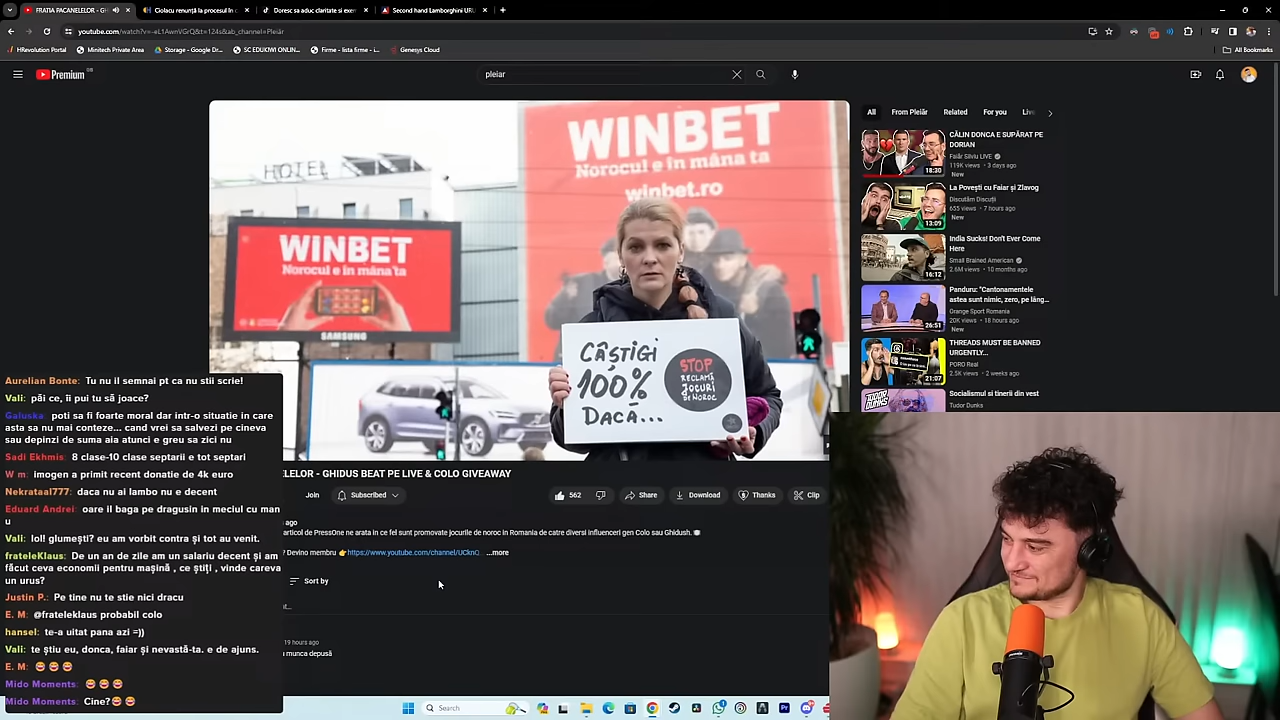 FRATIA PACANELELOR - GH
Ciolacu renunță la procesul în c
Doresc sa aduc claritate si exer
Second hand Lamborghini URU
youtube.com/watch?v=-eL1AwnVGrQ&t=124s&ab_channel=Pleiăr
HRevolution Portal
Minitech Private Area
Storage - Google Dr...
SC EDUKIWI ONLIN...
Firme - lista firme - i...
Genesys Cloud
All Bookmarks
Premium
pleiar
HOTEL
WINBET
Norocul e în mâna ta
winbet.ro
WINBET
Norocul e în mâna ta
SAMSUNG
CÂȘTIGI
100%
DACĂ...
STOP
RECLAMĂ
JOCURI
DE NOROC
All
From Pleiăr
Related
For you
Liv
CĂLIN DONCA E SUPĂRAT PE
DORIAN
Faiăr Silviu LIVE
119K views • 3 days ago
New
18:30
La Povești cu Faiar și Zlavog
Discutăm Discuții
655 views • 7 hours ago
New
13:09
India Sucks! Don't Ever Come
Here
Small Brained American
2.6M views • 10 months ago
16:12
Panduru: "Cantonamentele
astea sunt nimic, zero, pe lâng...
Orange Sport Romania
20K views • 18 hours ago
New
26:51
THREADS MUST BE BANNED
URGENTLY...
PORO Real
2.5K views • 2 weeks ago
21:07
Socialismul si tinerii din vest
Tudor Dunks
ELOR - GHIDUS BEAT PE LIVE & COLO GIVEAWAY
Join
Subscribed
562
Share
Download
Thanks
Clip
ago
articol de PressOne ne arata in ce fel sunt promovate jocurile de noroc in Romania de catre diversi influenceri gen Colo sau Ghidush.
? Devino membru https://www.youtube.com/channel/UCknQ
...more
Sort by
19 hours ago
munca depusă
Aurelian Bonte: Tu nu il semnai pt ca nu stii scrie!
Vali: păi ce, îi pui tu să joace?
Galuska: poti sa fi foarte moral dar intr-o situatie in care
asta sa nu mai conteze... cand vrei sa salvezi pe cineva
sau depinzi de suma aia atunci e greu sa zici nu
Sadi Ekhmis: 8 clase-10 clase septarii e tot septari
W m: imogen a primit recent donatie de 4k euro
Nekrataal777: daca nu ai lambo nu e decent
Eduard Andrei: oare il baga pe dragusin in meciul cu man
u
Vali: lol! glumești? eu am vorbit contra și tot au venit.
frateleKlaus: De un an de zile am un salariu decent și am
făcut ceva economii pentru mașină , ce știți , vinde careva
un urus?
Justin P.: Pe tine nu te stie nici dracu
E. M: @frateleklaus probabil colo
hansel: te-a uitat pana azi =))
Vali: te știu eu, donca, faiar și nevastă-ta. e de ajuns.
E. M:
Mido Moments:
Mido Moments: Cine?
Search